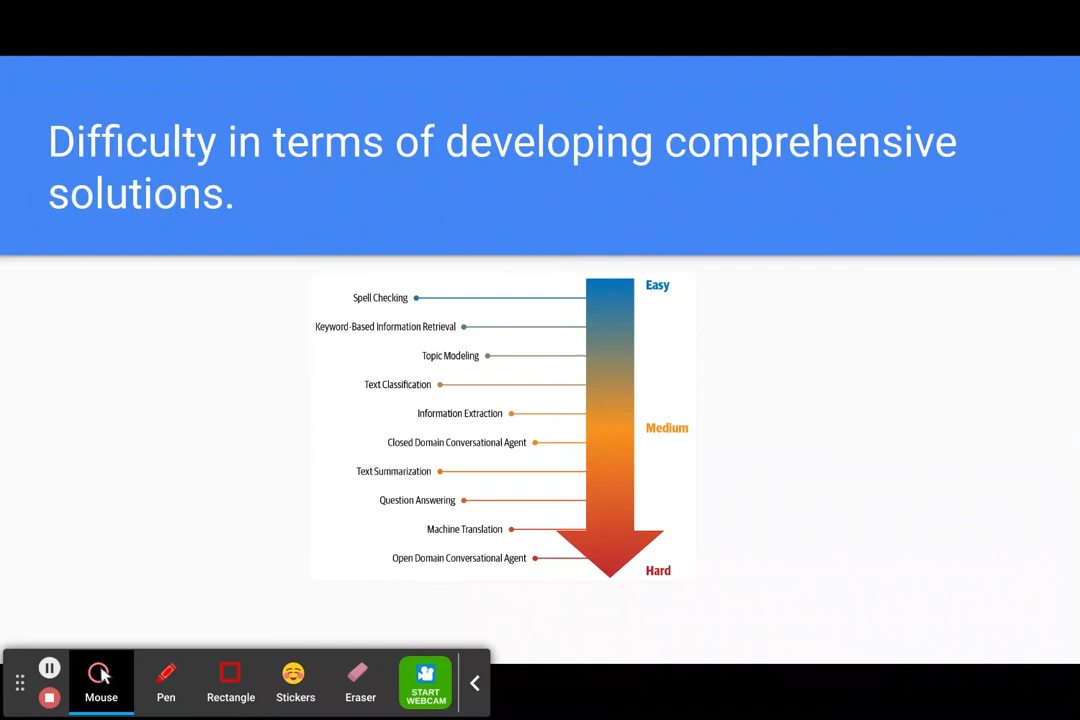 Difficulty in terms of developing comprehensive
solutions.
Easy
Spell Checking
Keyword-Based Information Retrieval
Topic Modeling
Text Classification
Information Extraction
Medium
Closed Domain Conversational Agent
Text Summarization
Question Answering
Machine Translation
Open Domain Conversational Agent
Hard
Mouse
Pen
Rectangle
Stickers
Eraser
START
WEBCAM